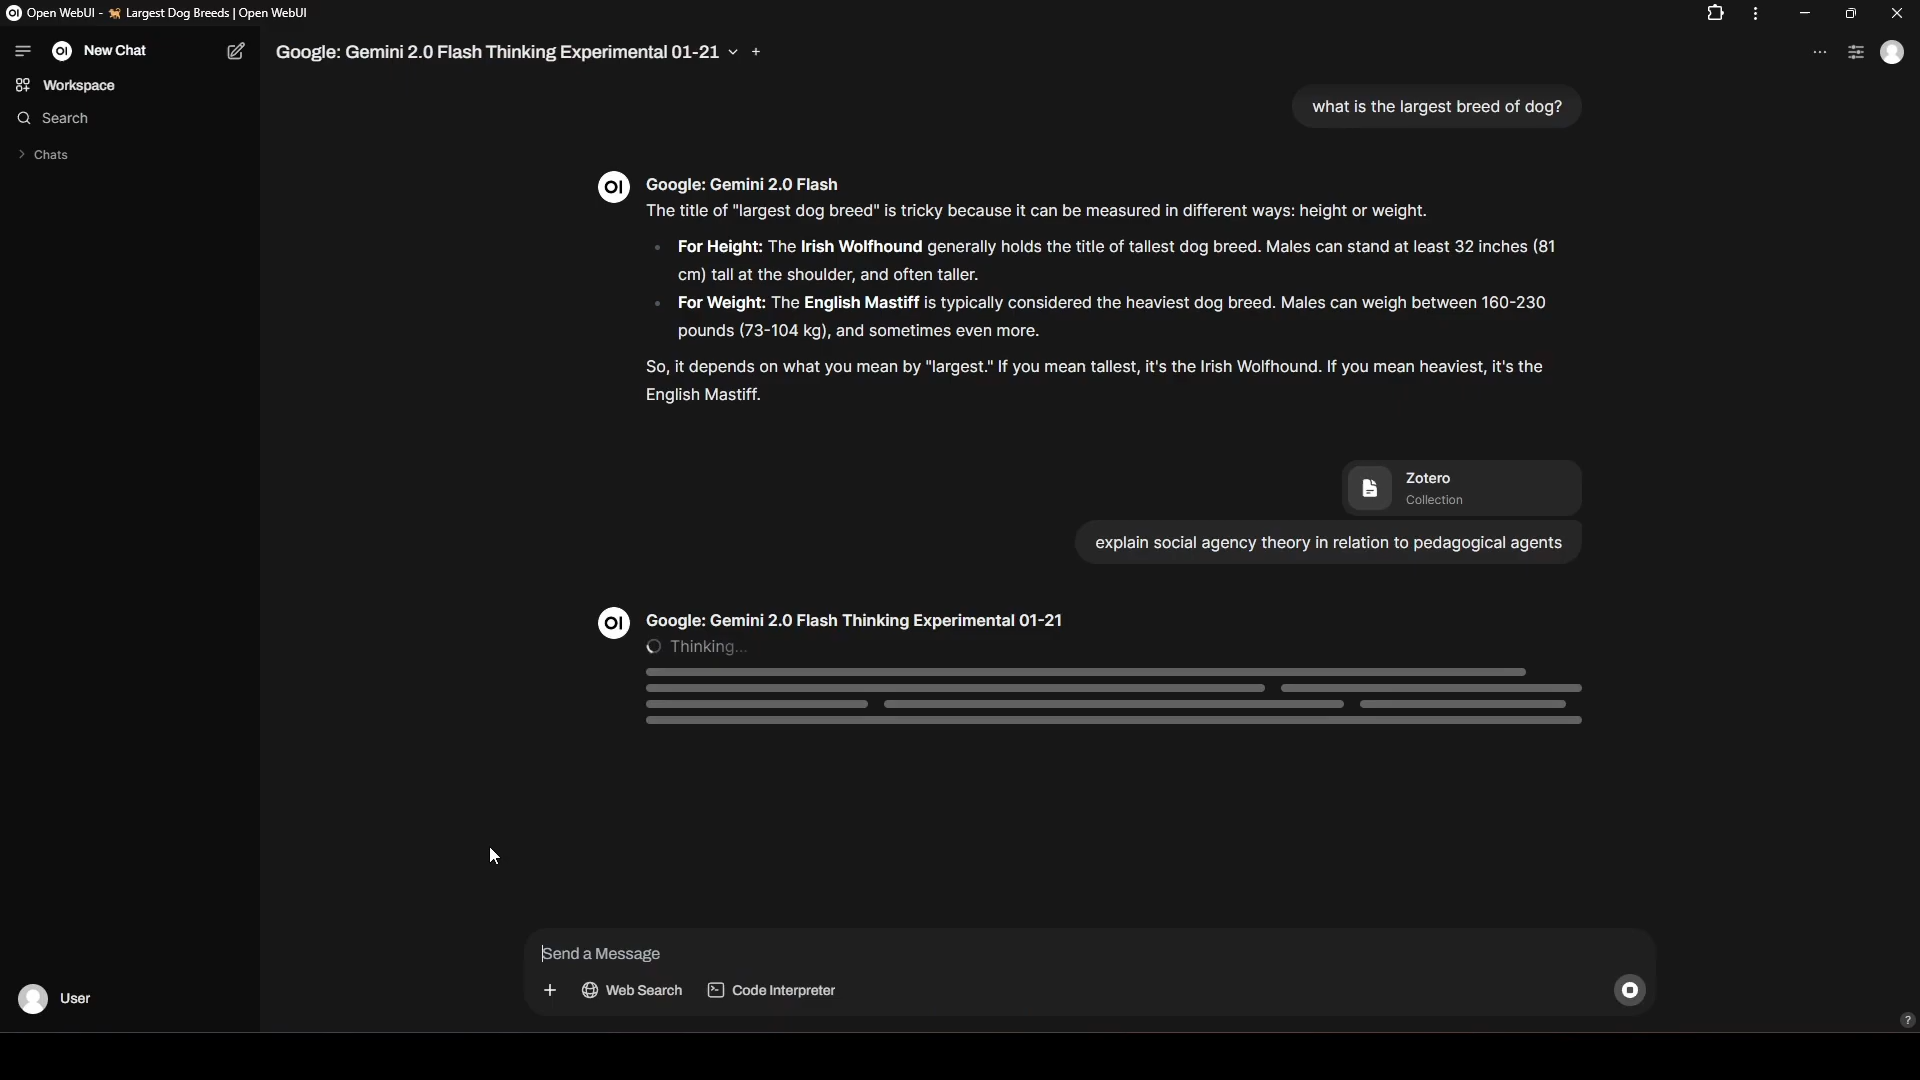 Open WebUI - 🐕 Largest Dog Breeds | Open WebUI
OI New Chat
Workspace
Search
Chats
User
Google: Gemini 2.0 Flash Thinking Experimental 01-21
what is the largest breed of dog?
OI Google: Gemini 2.0 Flash
The title of "largest dog breed" is tricky because it can be measured in different ways: height or weight.
• For Height: The Irish Wolfhound generally holds the title of tallest dog breed. Males can stand at least 32 inches (81
cm) tall at the shoulder, and often taller.
• For Weight: The English Mastiff is typically considered the heaviest dog breed. Males can weigh between 160-230
pounds (73-104 kg), and sometimes even more.
So, it depends on what you mean by "largest." If you mean tallest, it's the Irish Wolfhound. If you mean heaviest, it's the
English Mastiff.
Zotero
Collection
explain social agency theory in relation to pedagogical agents
OI Google: Gemini 2.0 Flash Thinking Experimental 01-21
Thinking...
Send a Message
Web Search Code Interpreter
?